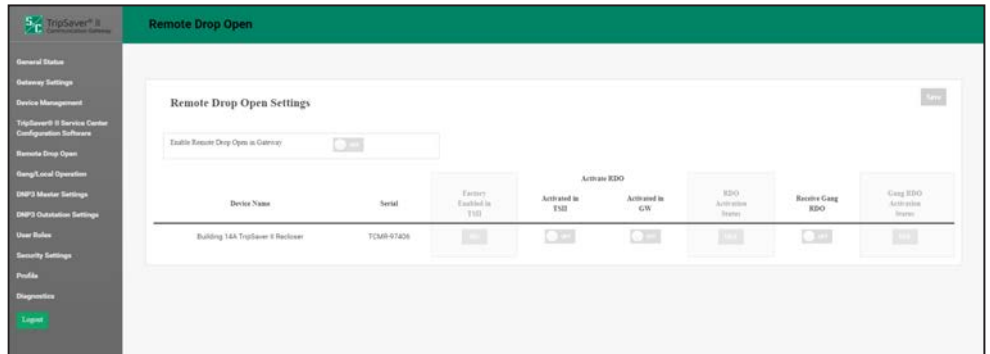 S&C TripSaver® II
Communication Gateway
Remote Drop Open
General Status
Gateway Settings
Device Management
TripSaver® II Service Center
Configuration Software
Remote Drop Open
Gang/Local Operation
DNP3 Master Settings
DNP3 Outstation Settings
User Roles
Security Settings
Profile
Diagnostics
Logout
Remote Drop Open Settings
Save
Enable Remote Drop Open in Gateway
OFF
Activate RDO
Device Name
Serial
Factory
Enabled in
TSII
Activated in
TSII
Activated in
GW
RDO
Activation
Status
Receive Gang
RDO
Gang RDO
Activation
Status
Building 14A TripSaver II Recloser TCMR-97406 OFF OFF OFF